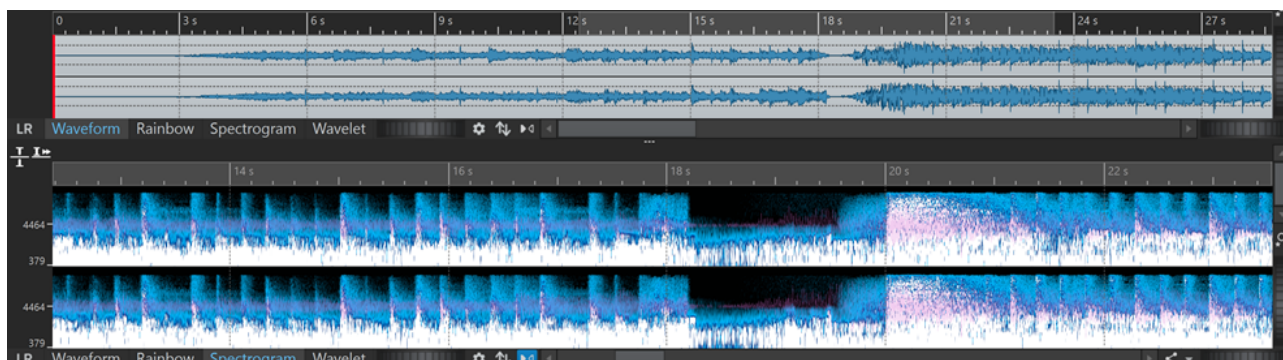 0 3 s 6 s 9 s 12 s 15 s 18 s 21 s 24 s 27 s
LR Waveform Rainbow Spectrogram Wavelet
14 s 16 s 18 s 20 s 22 s
4464
379
4464
379
LR Waveform Rainbow Spectrogram Wavelet